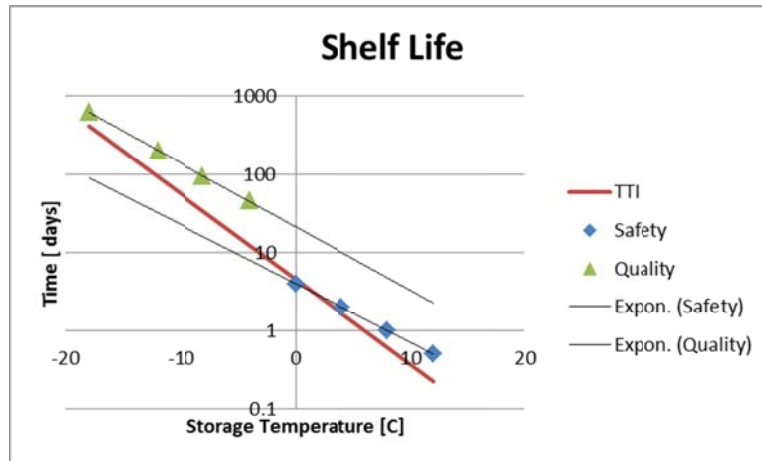 Shelf Life
1000
100
10
1
0.1
-20
-10
0
10
20
Time [ days]
Storage Temperature [C]
TTI
Safety
Quality
Expon. (Safety)
Expon. (Quality)